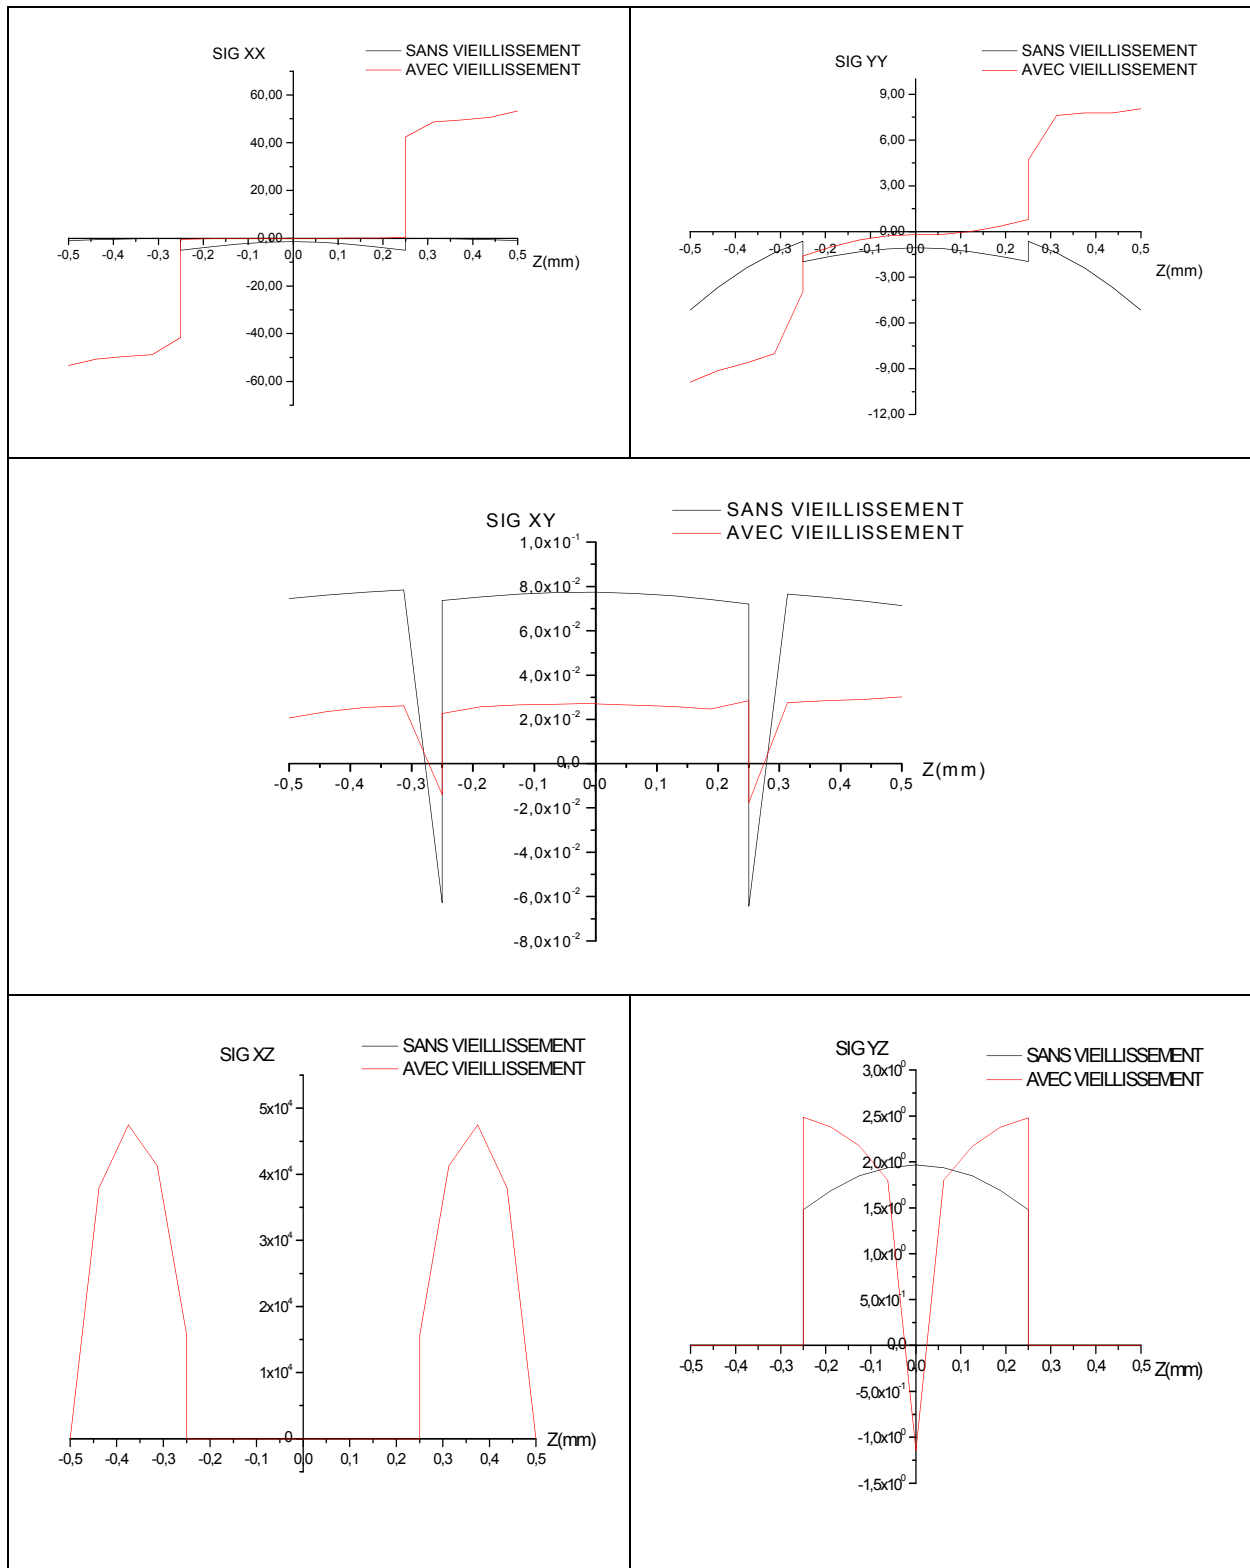 SIG XX
SANS VIEILLISSEMENT
AVEC VIEILLISSEMENT
60,00
40,00
20,00
0,00
-20,00
-40,00
-60,00
-0,5 -0,4 -0,3 -0,2 -0,1 0,0 0,1 0,2 0,3 0,4 0,5
Z(mm)
SIG YY
SANS VIEILLISSEMENT
AVEC VIEILLISSEMENT
9,00
6,00
3,00
0,00
-3,00
-6,00
-9,00
-12,00
-0,5 -0,4 -0,3 -0,2 -0,1 0,0 0,1 0,2 0,3 0,4 0,5
Z(mm)
SIG XY
SANS VIEILLISSEMENT
AVEC VIEILLISSEMENT
1,0x10⁻¹
8,0x10⁻²
6,0x10⁻²
4,0x10⁻²
2,0x10⁻²
0,0
-2,0x10⁻²
-4,0x10⁻²
-6,0x10⁻²
-8,0x10⁻²
-0,5 -0,4 -0,3 -0,2 -0,1 0,0 0,1 0,2 0,3 0,4 0,5
Z(mm)
SIG XZ
SANS VIEILLISSEMENT
AVEC VIEILLISSEMENT
5x10⁴
4x10⁴
3x10⁴
2x10⁴
1x10⁴
0
-0,5 -0,4 -0,3 -0,2 -0,1 0,0 0,1 0,2 0,3 0,4 0,5
Z(mm)
SIG YZ
SANS VIEILLISSEMENT
AVEC VIEILLISSEMENT
3,0x10⁰
2,5x10⁰
2,0x10⁰
1,5x10⁰
1,0x10⁰
5,0x10⁻¹
0,0
-5,0x10⁻¹
-1,0x10⁰
-1,5x10⁰
-0,5 -0,4 -0,3 -0,2 -0,1 0,0 0,1 0,2 0,3 0,4 0,5
Z(mm)